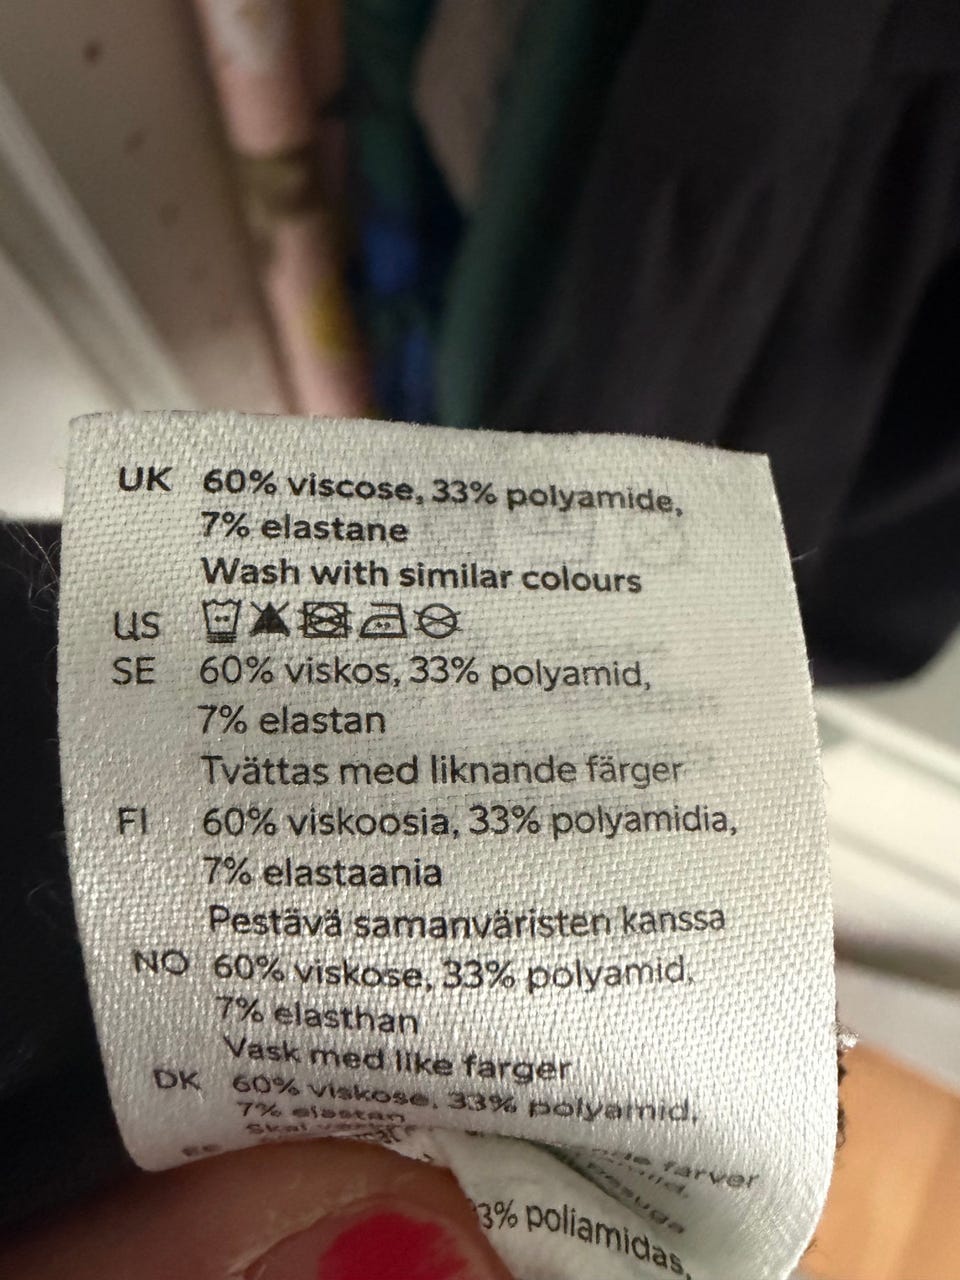 UK 60% viscose, 33% polyamide,
7% elastane
Wash with similar colours
US
SE 60% viskos, 33% polyamid,
7% elastan
Tvättas med liknande färger
FI 60% viskoosia, 33% polyamidia,
7% elastaania
Pestävä samanväristen kanssa
NO 60% viskose, 33% polyamid,
7% elasthan
Vask med like farger
DK 60% viskose, 33% polyamid,
7% elastan
Skal farver
3% poliamidas,